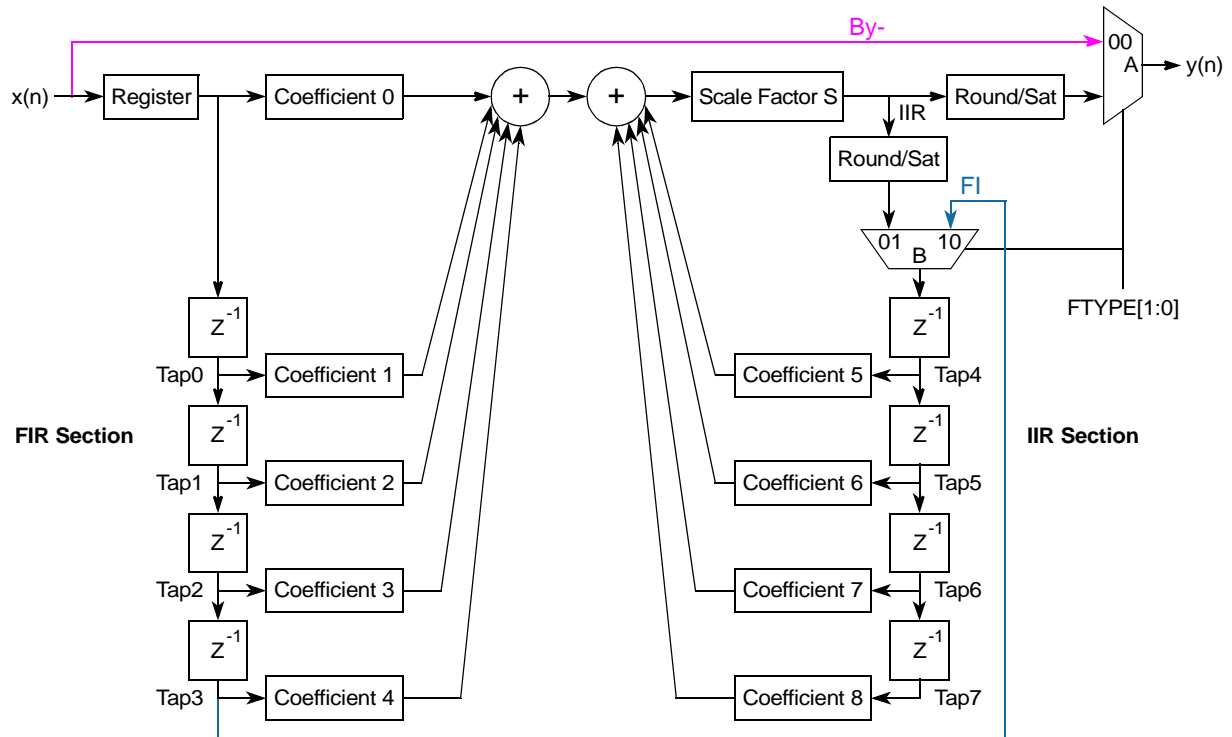 By-
00
A
y(n)
x(n)
Register
Coefficient 0
+
+
Scale Factor S
Round/Sat
IIR
Round/Sat
FI
01
10
B
FTYPE[1:0]
Z-1
Z-1
Tap0
Coefficient 1
Coefficient 5
Tap4
FIR Section
Z-1
Z-1
IIR Section
Tap1
Coefficient 2
Coefficient 6
Tap5
Z-1
Z-1
Tap2
Coefficient 3
Coefficient 7
Tap6
Z-1
Z-1
Tap3
Coefficient 4
Coefficient 8
Tap7